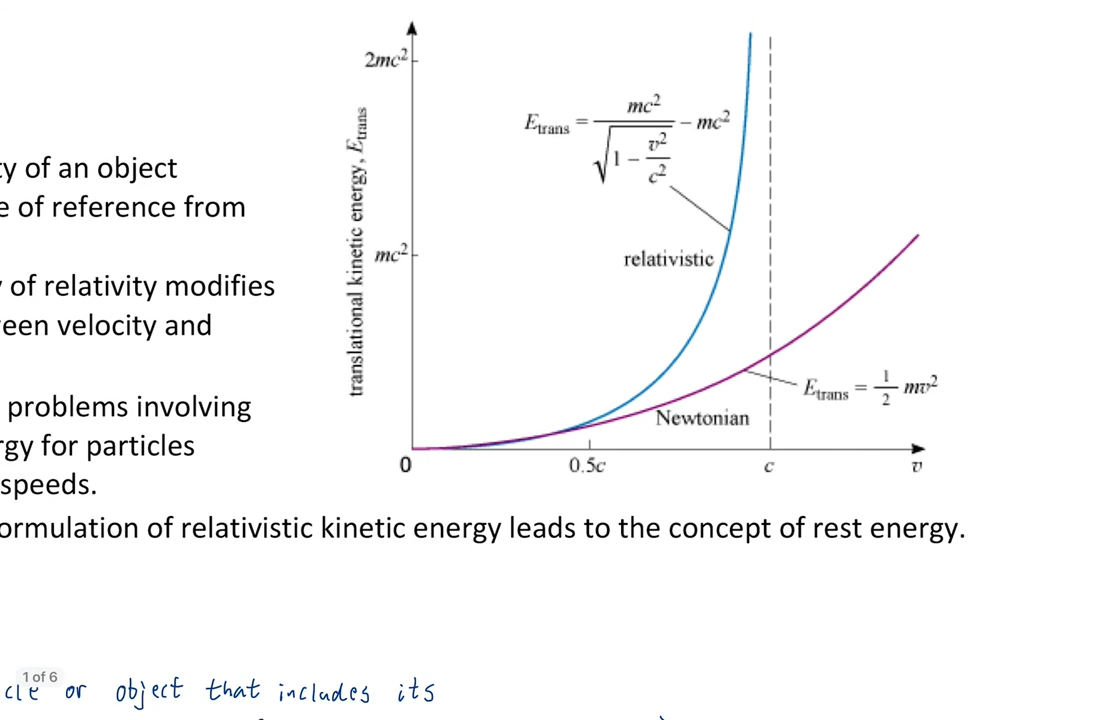 ty of an object
e of reference from
y of relativity modifies
een velocity and
problems involving
rgy for particles
speeds.
ormulation of relativistic kinetic energy leads to the concept of rest energy.
translational kinetic energy, E_trans
2mc²
mc²
0
0.5c
c
v
E_trans = mc² / √(1 − v²/c²) − mc²
relativistic
Newtonian
E_trans = 1/2 mv²
1 of 6
cle or object that includes its